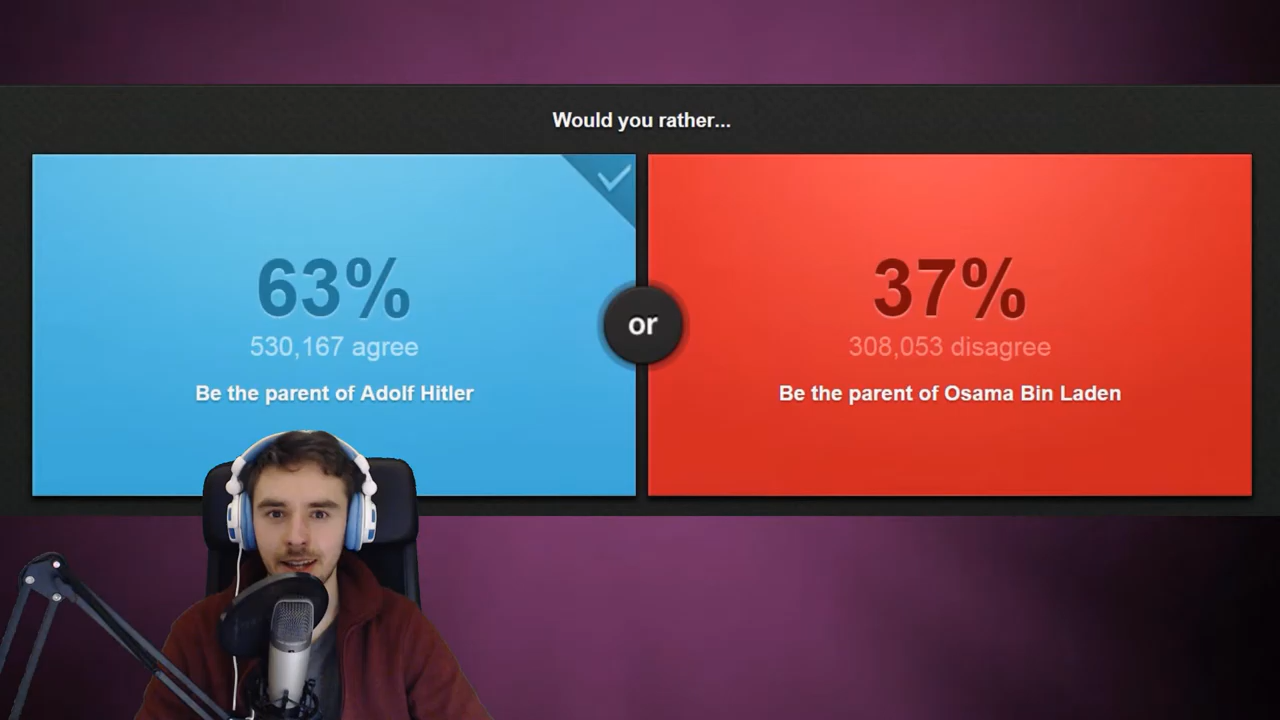 Would you rather...
63%
530,167 agree
Be the parent of Adolf Hitler
or
37%
308,053 disagree
Be the parent of Osama Bin Laden